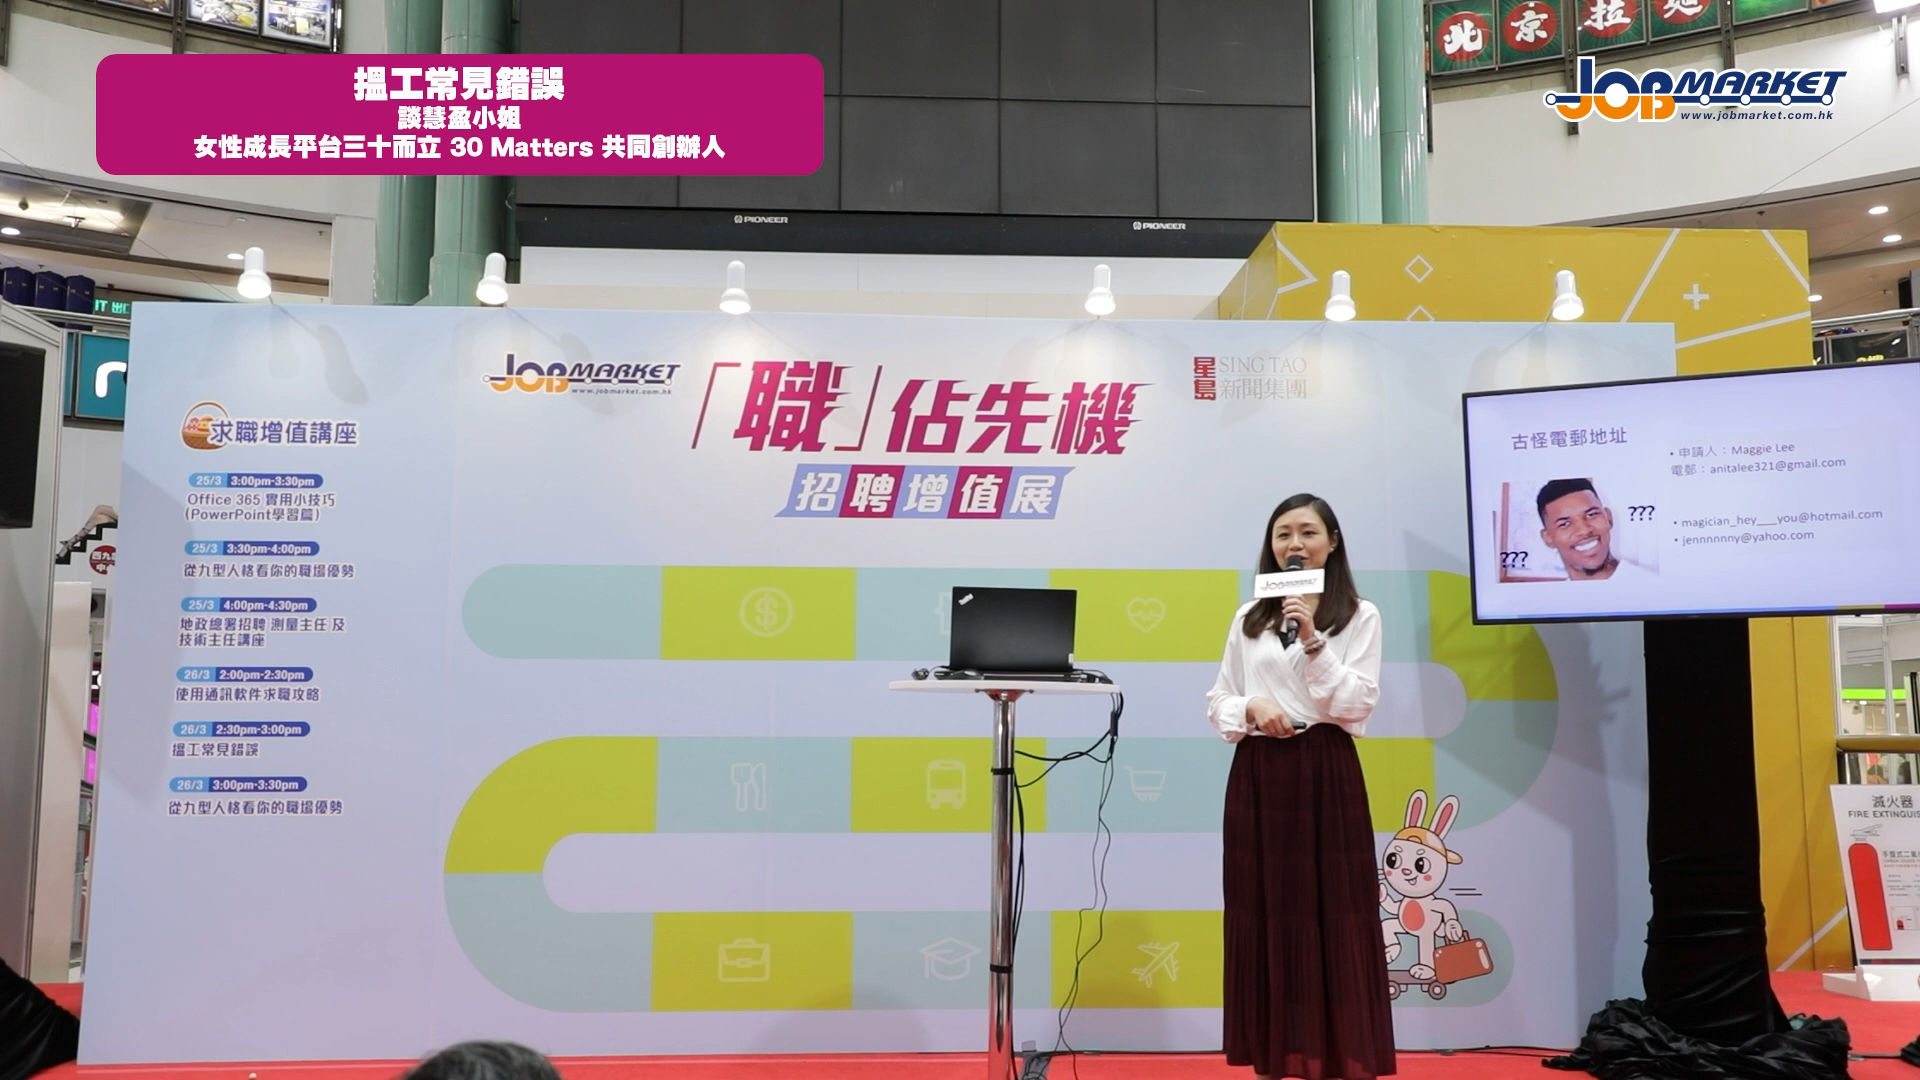 搵工常見錯誤
談慧盈小姐
女性成長平台三十而立 30 Matters 共同創辦人
JOBMARKET
www.jobmarket.com.hk
北京拉麵
PIONEER
PIONEER
IT 出口
JOBMARKET
www.jobmarket.com.hk
「職」佔先機
招聘增值展
星島 SING TAO
新聞集團
求職增值講座
25/3 3:00pm-3:30pm
Office 365 實用小技巧
(PowerPoint學習篇)
25/3 3:30pm-4:00pm
從九型人格看你的職場優勢
25/3 4:00pm-4:30pm
地政總署招聘 測量主任 及
技術主任講座
26/3 2:00pm-2:30pm
使用通訊軟件求職攻略
26/3 2:30pm-3:00pm
搵工常見錯誤
26/3 3:00pm-3:30pm
從九型人格看你的職場優勢
古怪電郵地址
• 申請人：Maggie Lee
電郵：anitalee321@gmail.com
???
???
• magician_hey___you@hotmail.com
• jennnnnny@yahoo.com
JOBMARKET
滅火器
FIRE EXTINGUIS